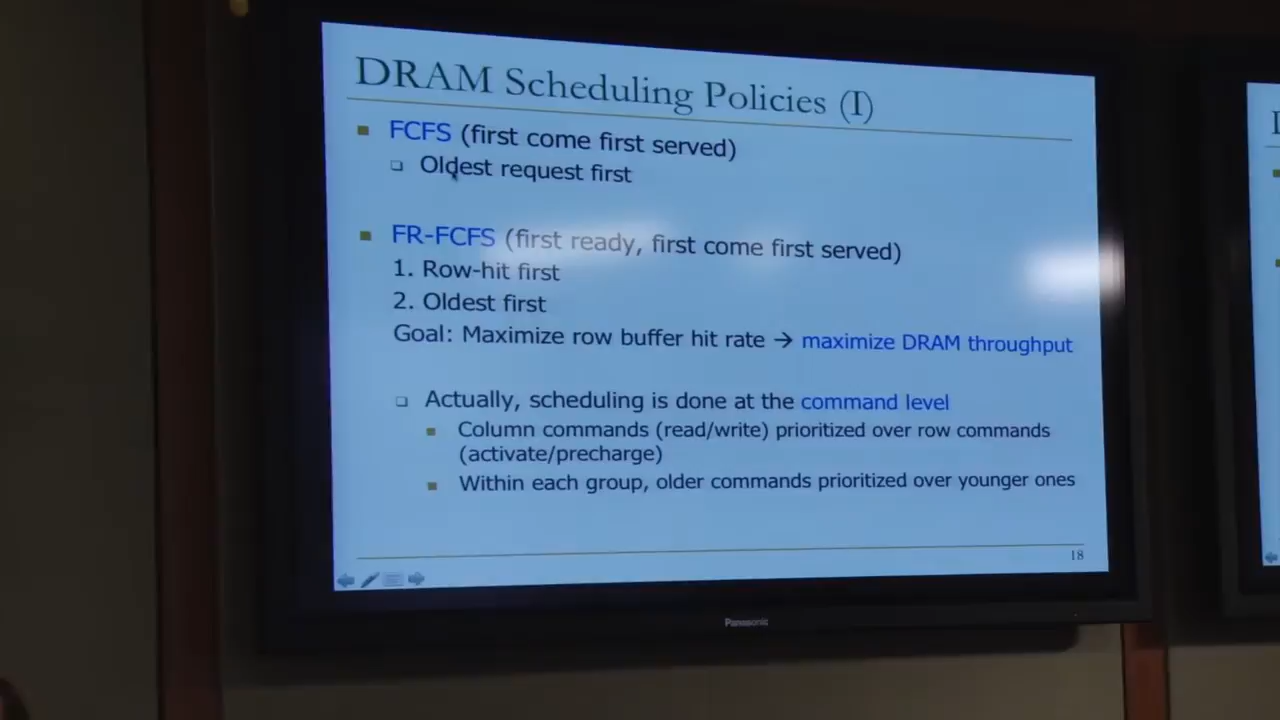 DRAM Scheduling Policies (I)
FCFS (first come first served)
Oldest request first
FR-FCFS (first ready, first come first served)
1. Row-hit first
2. Oldest first
Goal: Maximize row buffer hit rate → maximize DRAM throughput
Actually, scheduling is done at the command level
Column commands (read/write) prioritized over row commands
(activate/precharge)
Within each group, older commands prioritized over younger ones
18
Panasonic